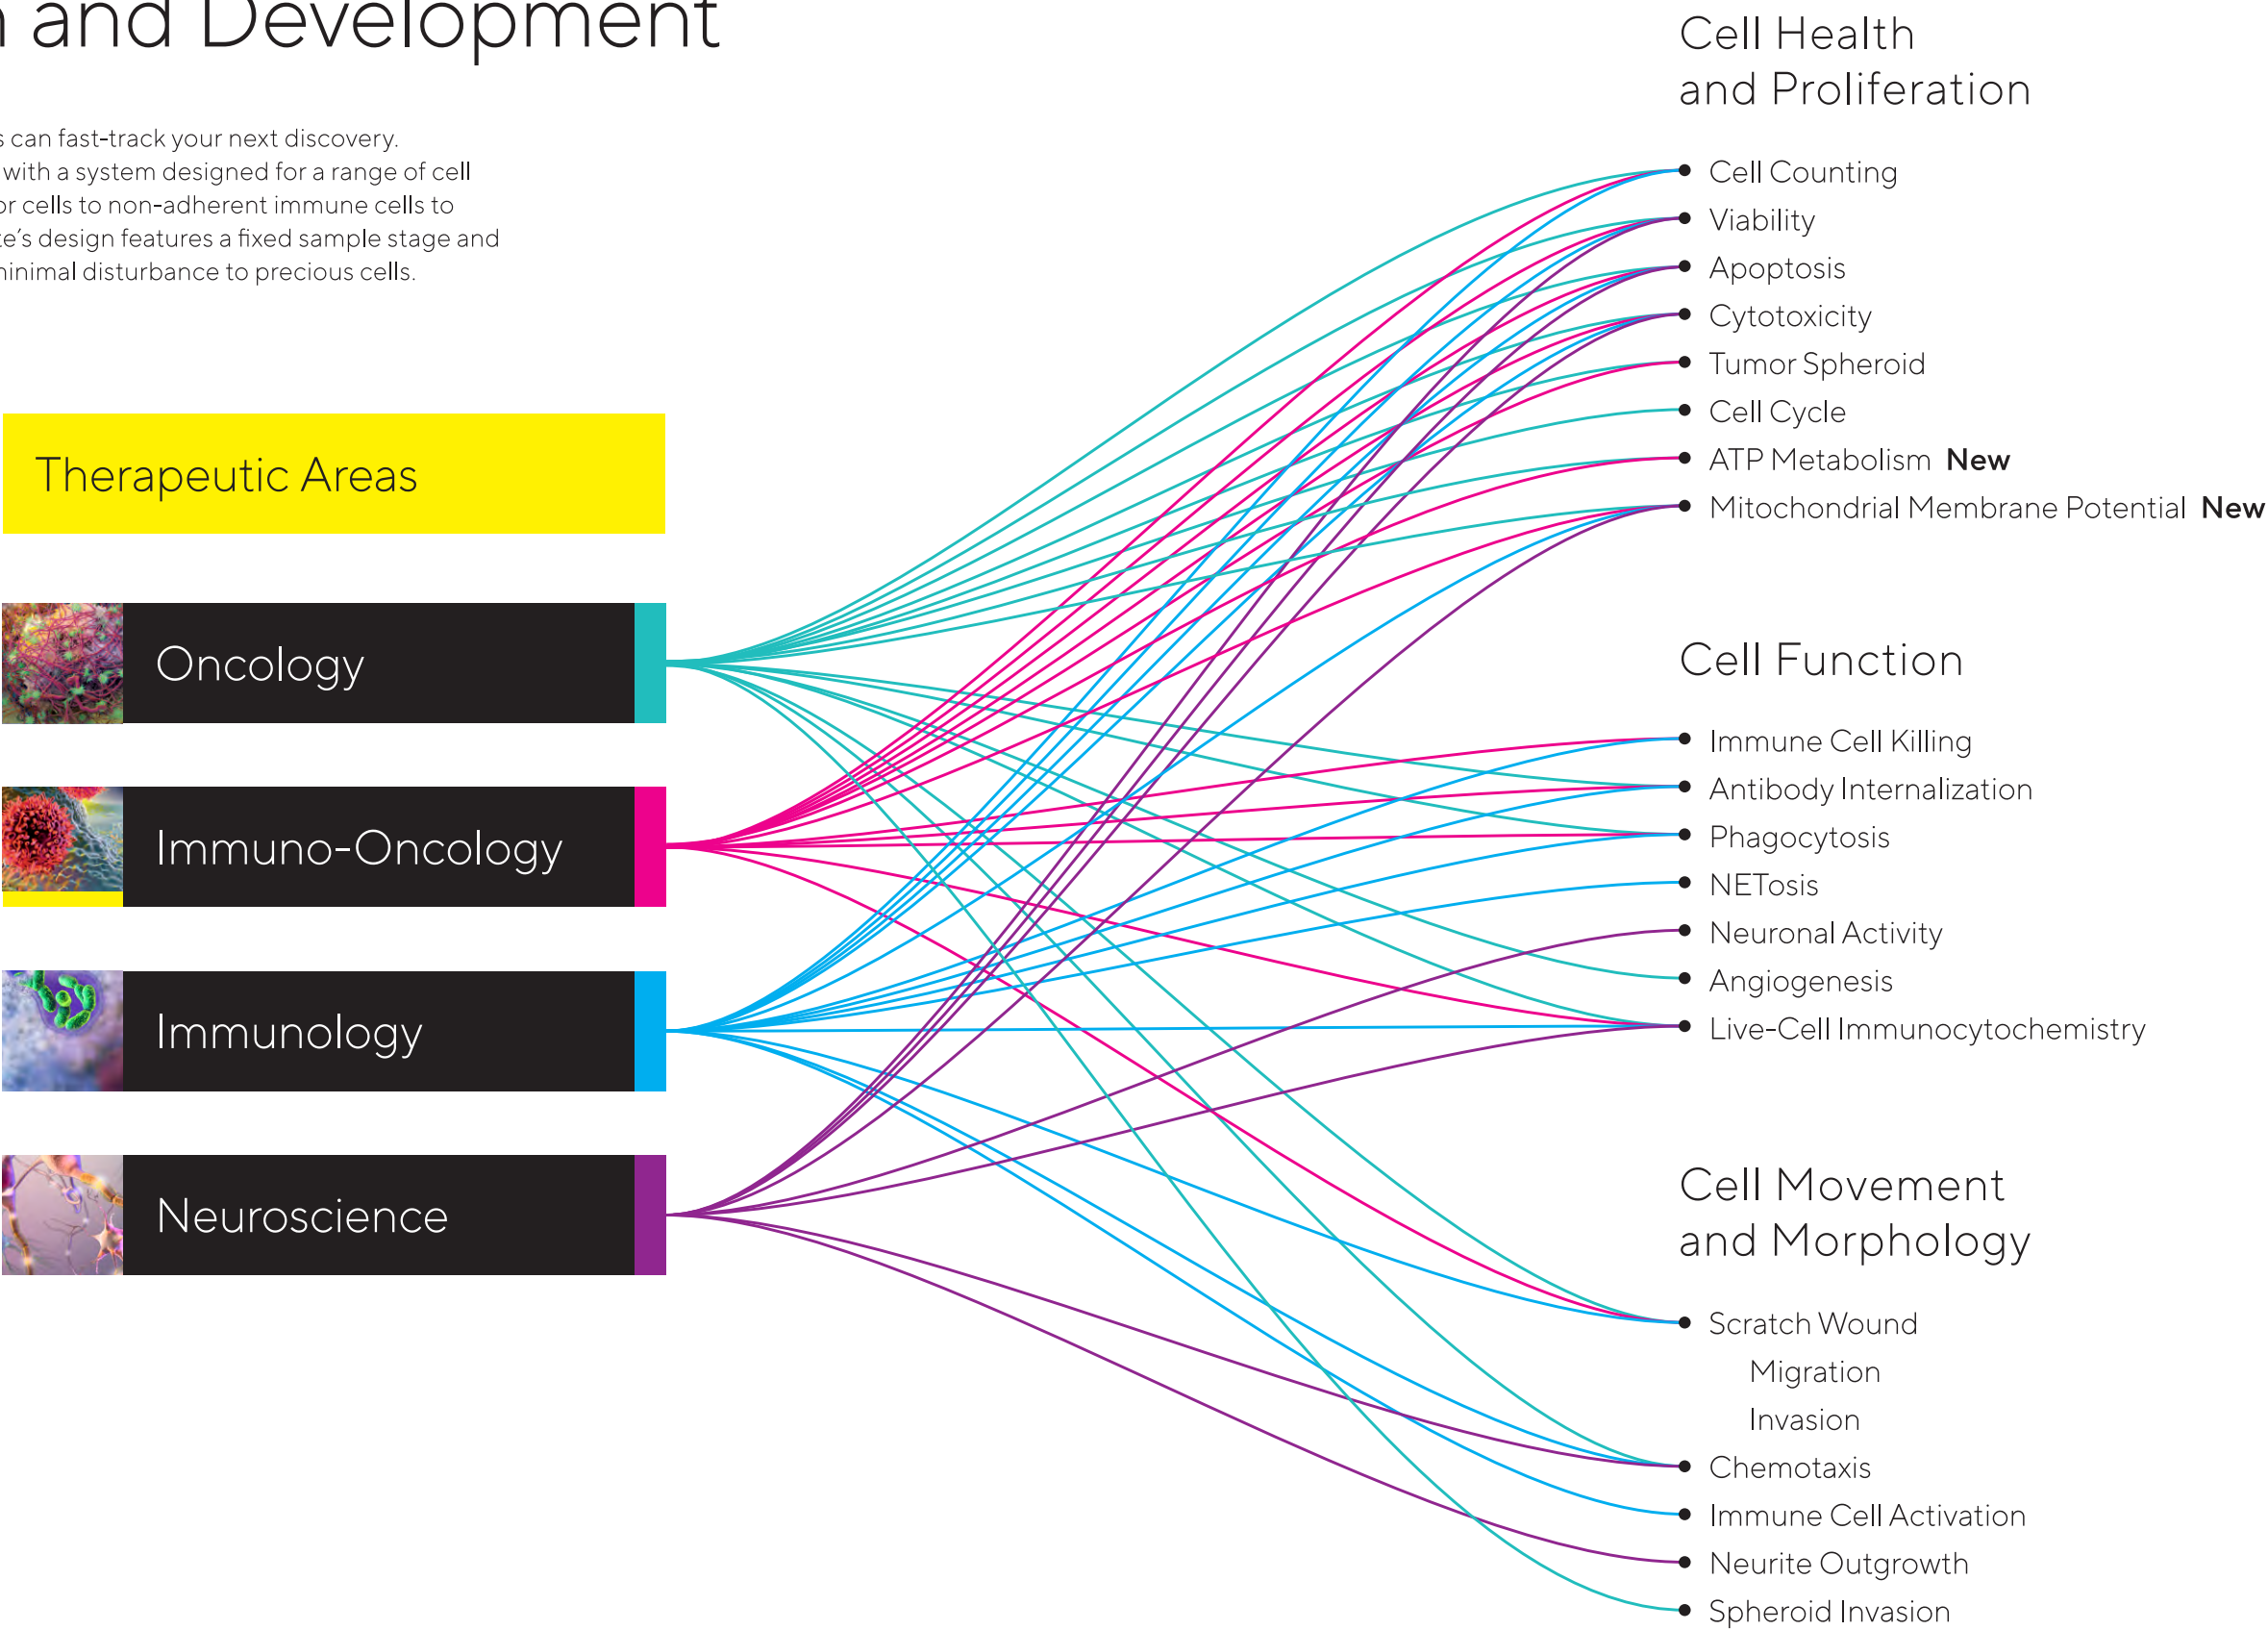 and Development
can fast-track your next discovery.
with a system designed for a range of cell
or cells to non-adherent immune cells to
design features a fixed sample stage and
minimal disturbance to precious cells.
Therapeutic Areas
Oncology
Immuno-Oncology
Immunology
Neuroscience
Cell Health
and Proliferation
Cell Counting
Viability
Apoptosis
Cytotoxicity
Tumor Spheroid
Cell Cycle
ATP Metabolism New
Mitochondrial Membrane Potential New
Cell Function
Immune Cell Killing
Antibody Internalization
Phagocytosis
NETosis
Neuronal Activity
Angiogenesis
Live-Cell Immunocytochemistry
Cell Movement
and Morphology
Scratch Wound
Migration
Invasion
Chemotaxis
Immune Cell Activation
Neurite Outgrowth
Spheroid Invasion